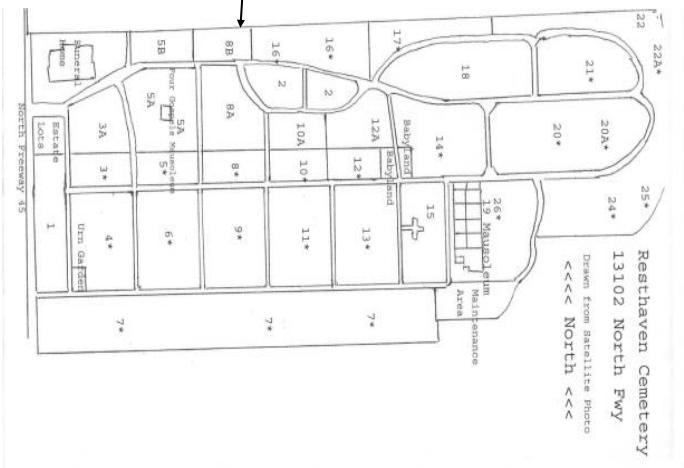 Resthaven Cemetery
13102 North Fwy
Drawn from Satellite Photo
<<<< North <<<
22
22A*
21*
18
17*
16*
16*
8B
5B
Funeral
Home
20A*
20*
25*
24*
14*
Babyland
12A
2
2
10A
8A
5A
5A
Four Gospels Mausoleum
3A
Estate
Lots
Babyland
12*
10*
8*
5*
3*
26*
19 Mausoleum
15
13*
11*
9*
6*
4*
Urn Garden
1
Maintenance
Area
7*
7*
7*
North Freeway 45